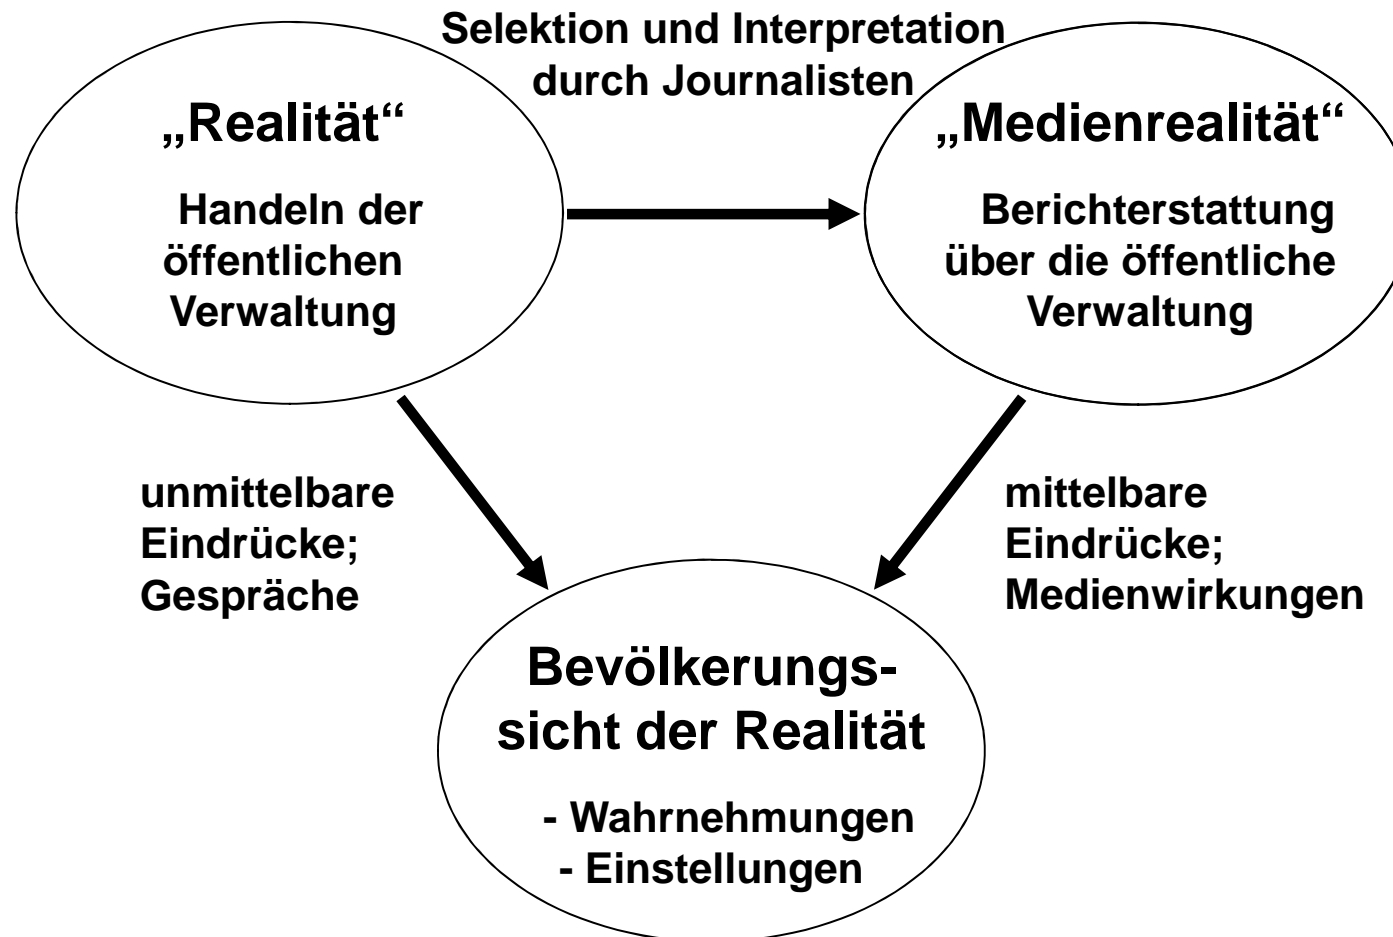 Selektion und Interpretation
durch Journalisten
„Realität“
Handeln der
öffentlichen
Verwaltung
„Medienrealität“
Berichterstattung
über die öffentliche
Verwaltung
unmittelbare
Eindrücke;
Gespräche
mittelbare
Eindrücke;
Medienwirkungen
Bevölkerungs-
sicht der Realität
- Wahrnehmungen
- Einstellungen